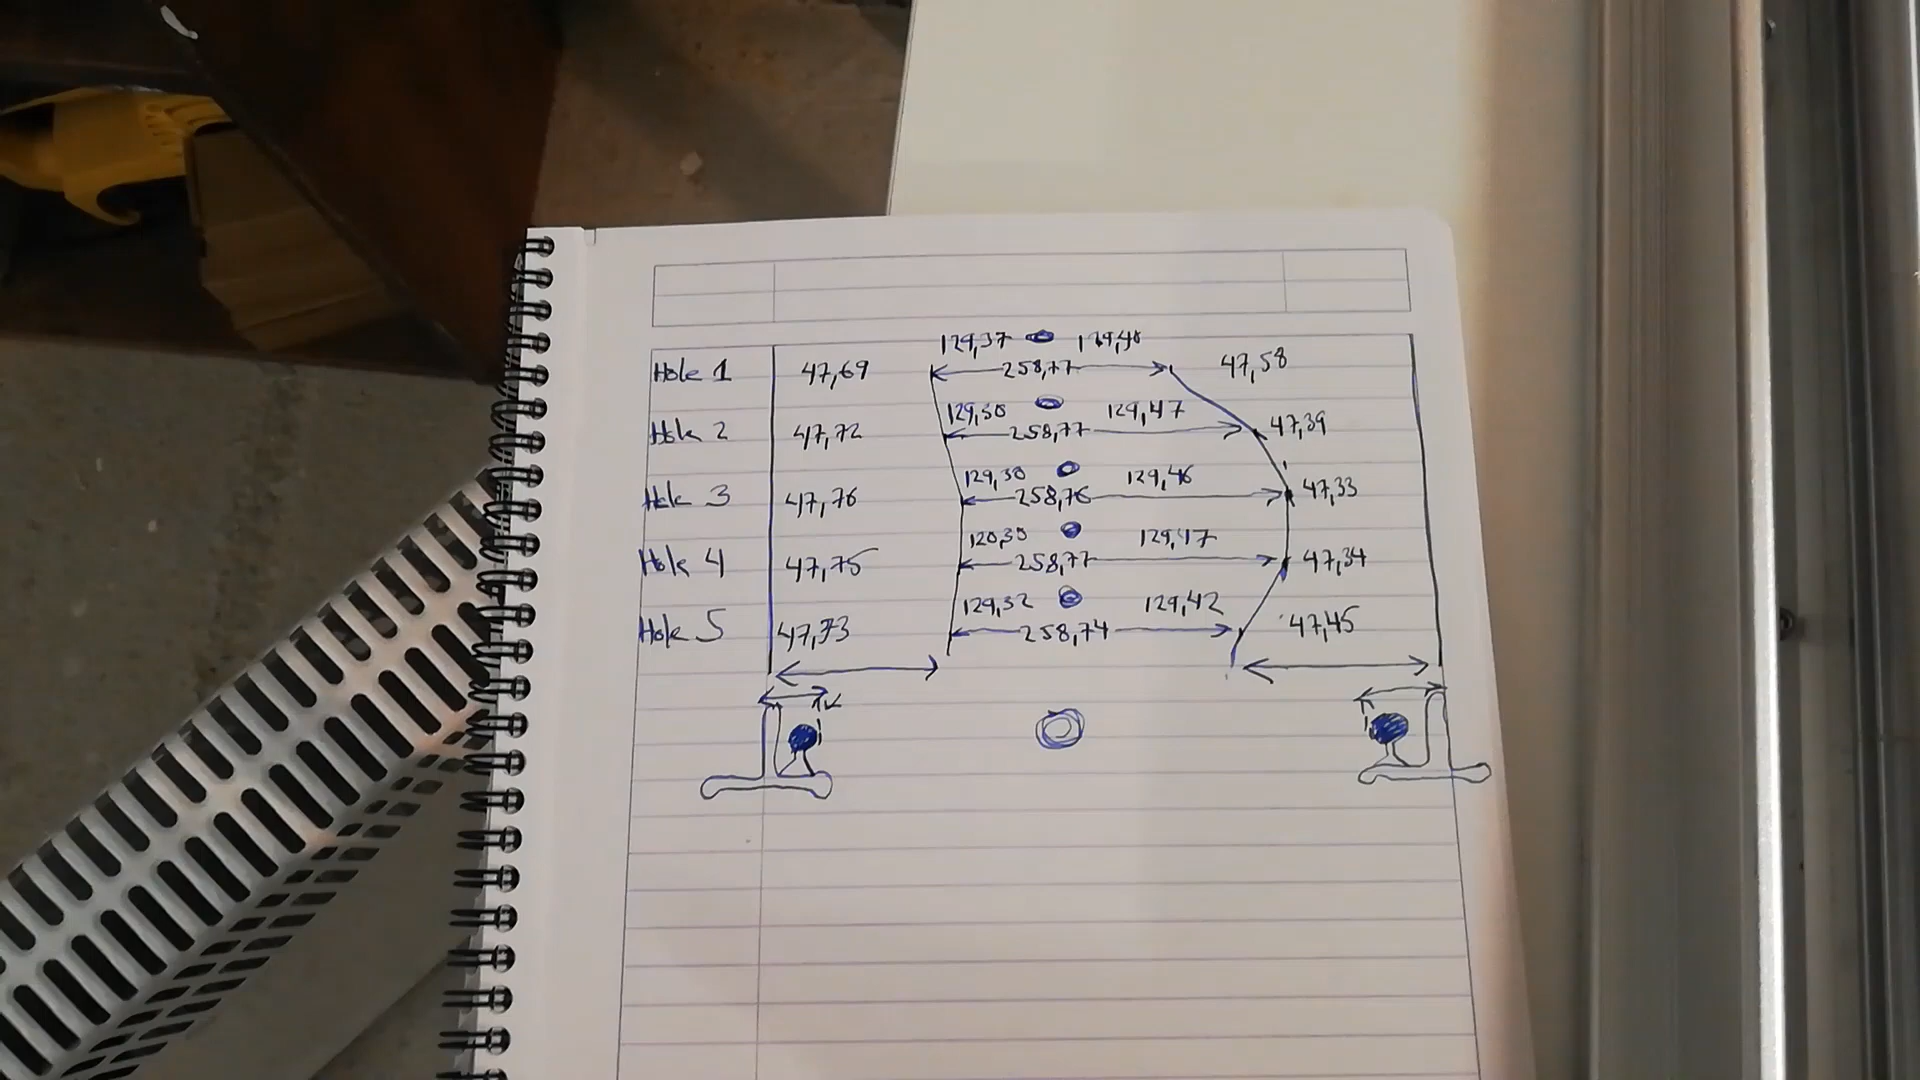 129,37 129,40
Hole 1 47,69 258,77 47,58
129,30 129,47
Hole 2 47,72 258,77 47,39
129,30 129,46
Hole 3 47,76 258,76 47,33
120,30 129,47
Hole 4 47,75 258,77 47,34
129,32 129,42
Hole 5 47,73 258,74 47,45